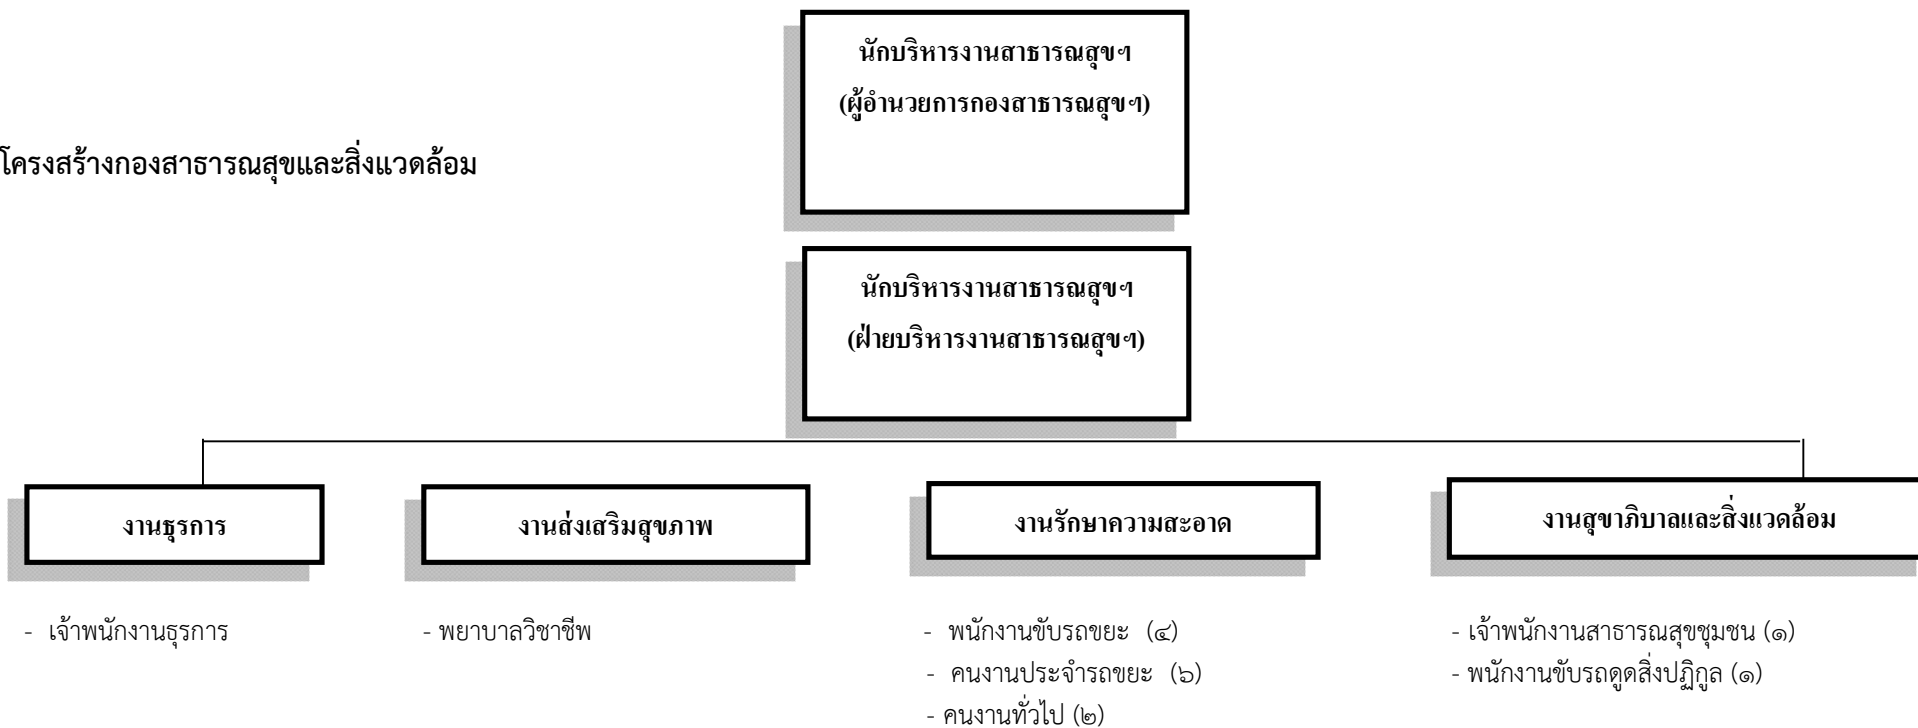 นักบริหารงานสาธารณสุขฯ
(ผู้อำนวยการกองสาธารณสุขฯ)
โครงสร้างกองสาธารณสุขและสิ่งแวดล้อม
นักบริหารงานสาธารณสุขฯ
(ฝ่ายบริหารงานสาธารณสุขฯ)
งานธุรการ
งานส่งเสริมสุขภาพ
งานรักษาความสะอาด
งานสุขาภิบาลและสิ่งแวดล้อม
- เจ้าพนักงานธุรการ
- พยาบาลวิชาชีพ
- พนักงานขับรถขยะ (๔)
- คนงานประจำรถขยะ (๖)
- คนงานทั่วไป (๒)
- เจ้าพนักงานสาธารณสุขชุมชน (๑)
- พนักงานขับรถดูดสิ่งปฏิกูล (๑)